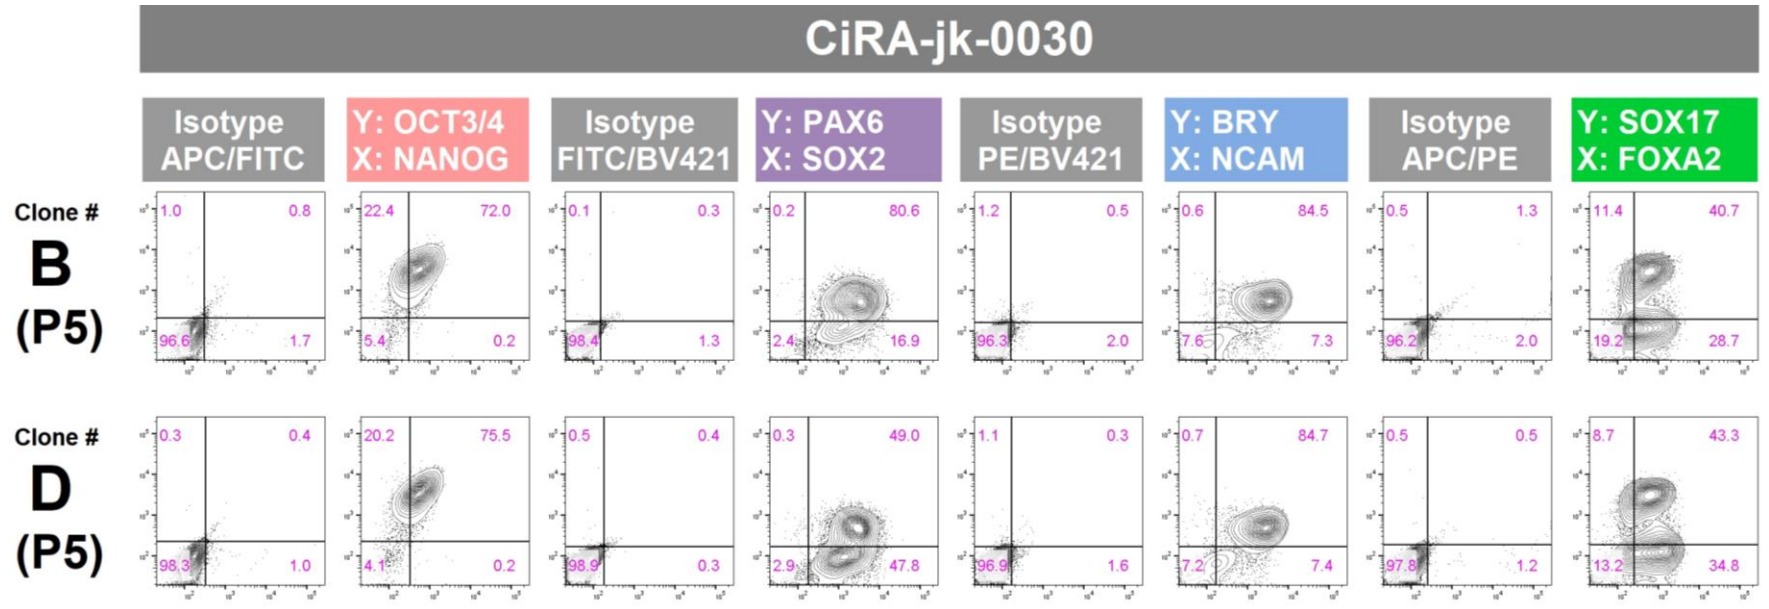 CiRA-jk-0030
Isotype APC/FITC
Y: OCT3/4 X: NANOG
Isotype FITC/BV421
Y: PAX6 X: SOX2
Isotype PE/BV421
Y: BRY X: NCAM
Isotype APC/PE
Y: SOX17 X: FOXA2
Clone #
B
(P5)
1.0 0.8
96.6 1.7
22.4 72.0
5.4 0.2
0.1 0.3
98.4 1.3
0.2 80.6
2.4 16.9
1.2 0.5
96.3 2.0
0.6 84.5
7.6 7.3
0.5 1.3
96.2 2.0
11.4 40.7
19.2 28.7
Clone #
D
(P5)
0.3 0.4
98.3 1.0
20.2 75.5
4.1 0.2
0.5 0.4
98.9 0.3
0.3 49.0
2.9 47.8
1.1 0.3
96.9 1.6
0.7 84.7
7.2 7.4
0.5 0.5
97.8 1.2
8.7 43.3
13.2 34.8